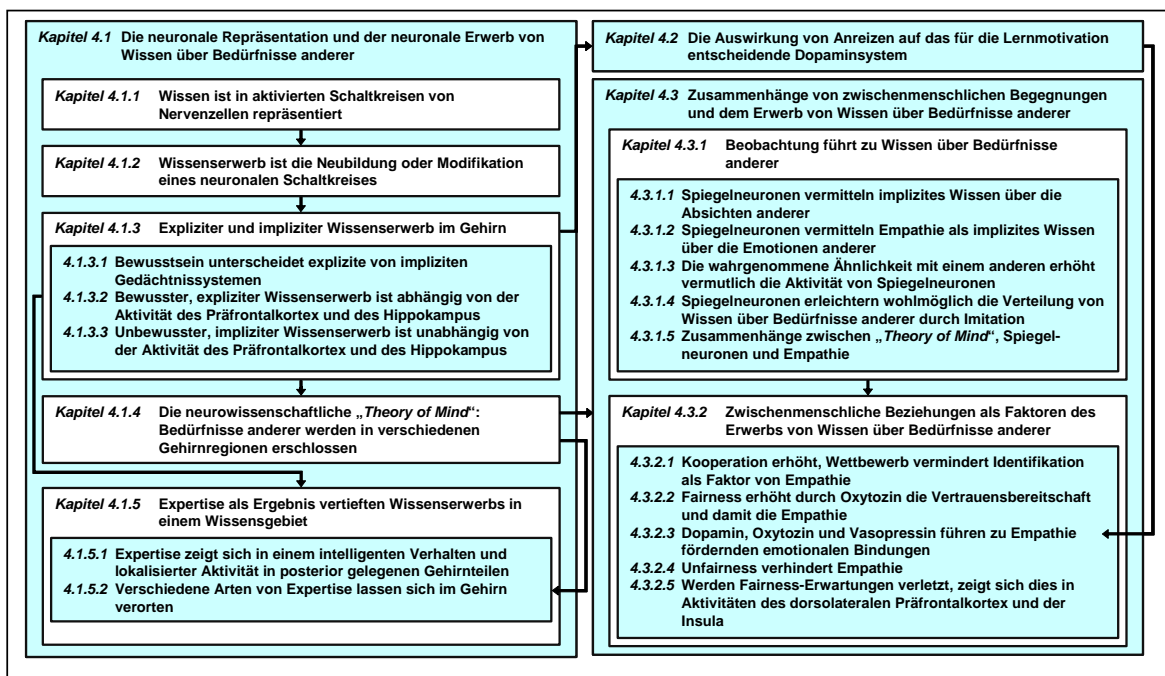 Kapitel 4.1 Die neuronale Repräsentation und der neuronale Erwerb von
Wissen über Bedürfnisse anderer
Kapitel 4.1.1 Wissen ist in aktivierten Schaltkreisen von
Nervenzellen repräsentiert
Kapitel 4.1.2 Wissenserwerb ist die Neubildung oder Modifikation
eines neuronalen Schaltkreises
Kapitel 4.1.3 Expliziter und impliziter Wissenserwerb im Gehirn
4.1.3.1 Bewusstsein unterscheidet explizite von impliziten
Gedächtnissystemen
4.1.3.2 Bewusster, expliziter Wissenserwerb ist abhängig von der
Aktivität des Präfrontalkortex und des Hippokampus
4.1.3.3 Unbewusster, impliziter Wissenserwerb ist unabhängig von
der Aktivität des Präfrontalkortex und des Hippokampus
Kapitel 4.1.4 Die neurowissenschaftliche „Theory of Mind“:
Bedürfnisse anderer werden in verschiedenen
Gehirnregionen erschlossen
Kapitel 4.1.5 Expertise als Ergebnis vertieften Wissenserwerbs in
einem Wissensgebiet
4.1.5.1 Expertise zeigt sich in einem intelligenten Verhalten und
lokalisierter Aktivität in posterior gelegenen Gehirnteilen
4.1.5.2 Verschiedene Arten von Expertise lassen sich im Gehirn
verorten
Kapitel 4.2 Die Auswirkung von Anreizen auf das für die Lernmotivation
entscheidende Dopaminsystem
Kapitel 4.3 Zusammenhänge von zwischenmenschlichen Begegnungen
und dem Erwerb von Wissen über Bedürfnisse anderer
Kapitel 4.3.1 Beobachtung führt zu Wissen über Bedürfnisse
anderer
4.3.1.1 Spiegelneuronen vermitteln implizites Wissen über die
Absichten anderer
4.3.1.2 Spiegelneuronen vermitteln Empathie als implizites Wissen
über die Emotionen anderer
4.3.1.3 Die wahrgenommene Ähnlichkeit mit einem anderen erhöht
vermutlich die Aktivität von Spiegelneuronen
4.3.1.4 Spiegelneuronen erleichtern wohlmöglich die Verteilung von
Wissen über Bedürfnisse anderer durch Imitation
4.3.1.5 Zusammenhänge zwischen „Theory of Mind“, Spiegel-
neuronen und Empathie
Kapitel 4.3.2 Zwischenmenschliche Beziehungen als Faktoren des
Erwerbs von Wissen über Bedürfnisse anderer
4.3.2.1 Kooperation erhöht, Wettbewerb vermindert Identifikation
als Faktor von Empathie
4.3.2.2 Fairness erhöht durch Oxytozin die Vertrauensbereitschaft
und damit die Empathie
4.3.2.3 Dopamin, Oxytozin und Vasopressin führen zu Empathie
fördernden emotionalen Bindungen
4.3.2.4 Unfairness verhindert Empathie
4.3.2.5 Werden Fairness-Erwartungen verletzt, zeigt sich dies in
Aktivitäten des dorsolateralen Präfrontalkortex und der
Insula